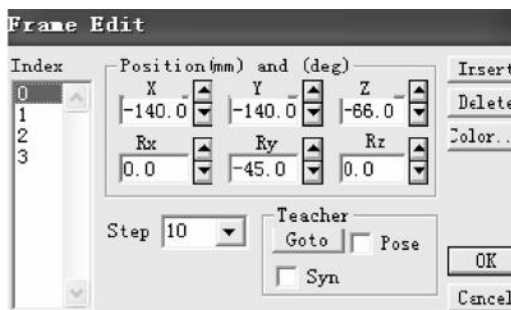 Frame Edit
Index
Position(mm) and (deg)
Insert
X Y Z
0
-140.0 -140.0 -66.0
1
Delete
2
Rx Ry Rz
Color..
3
0.0 -45.0 0.0
Step 10
Teacher
Goto Pose
OK
Syn
Cancel